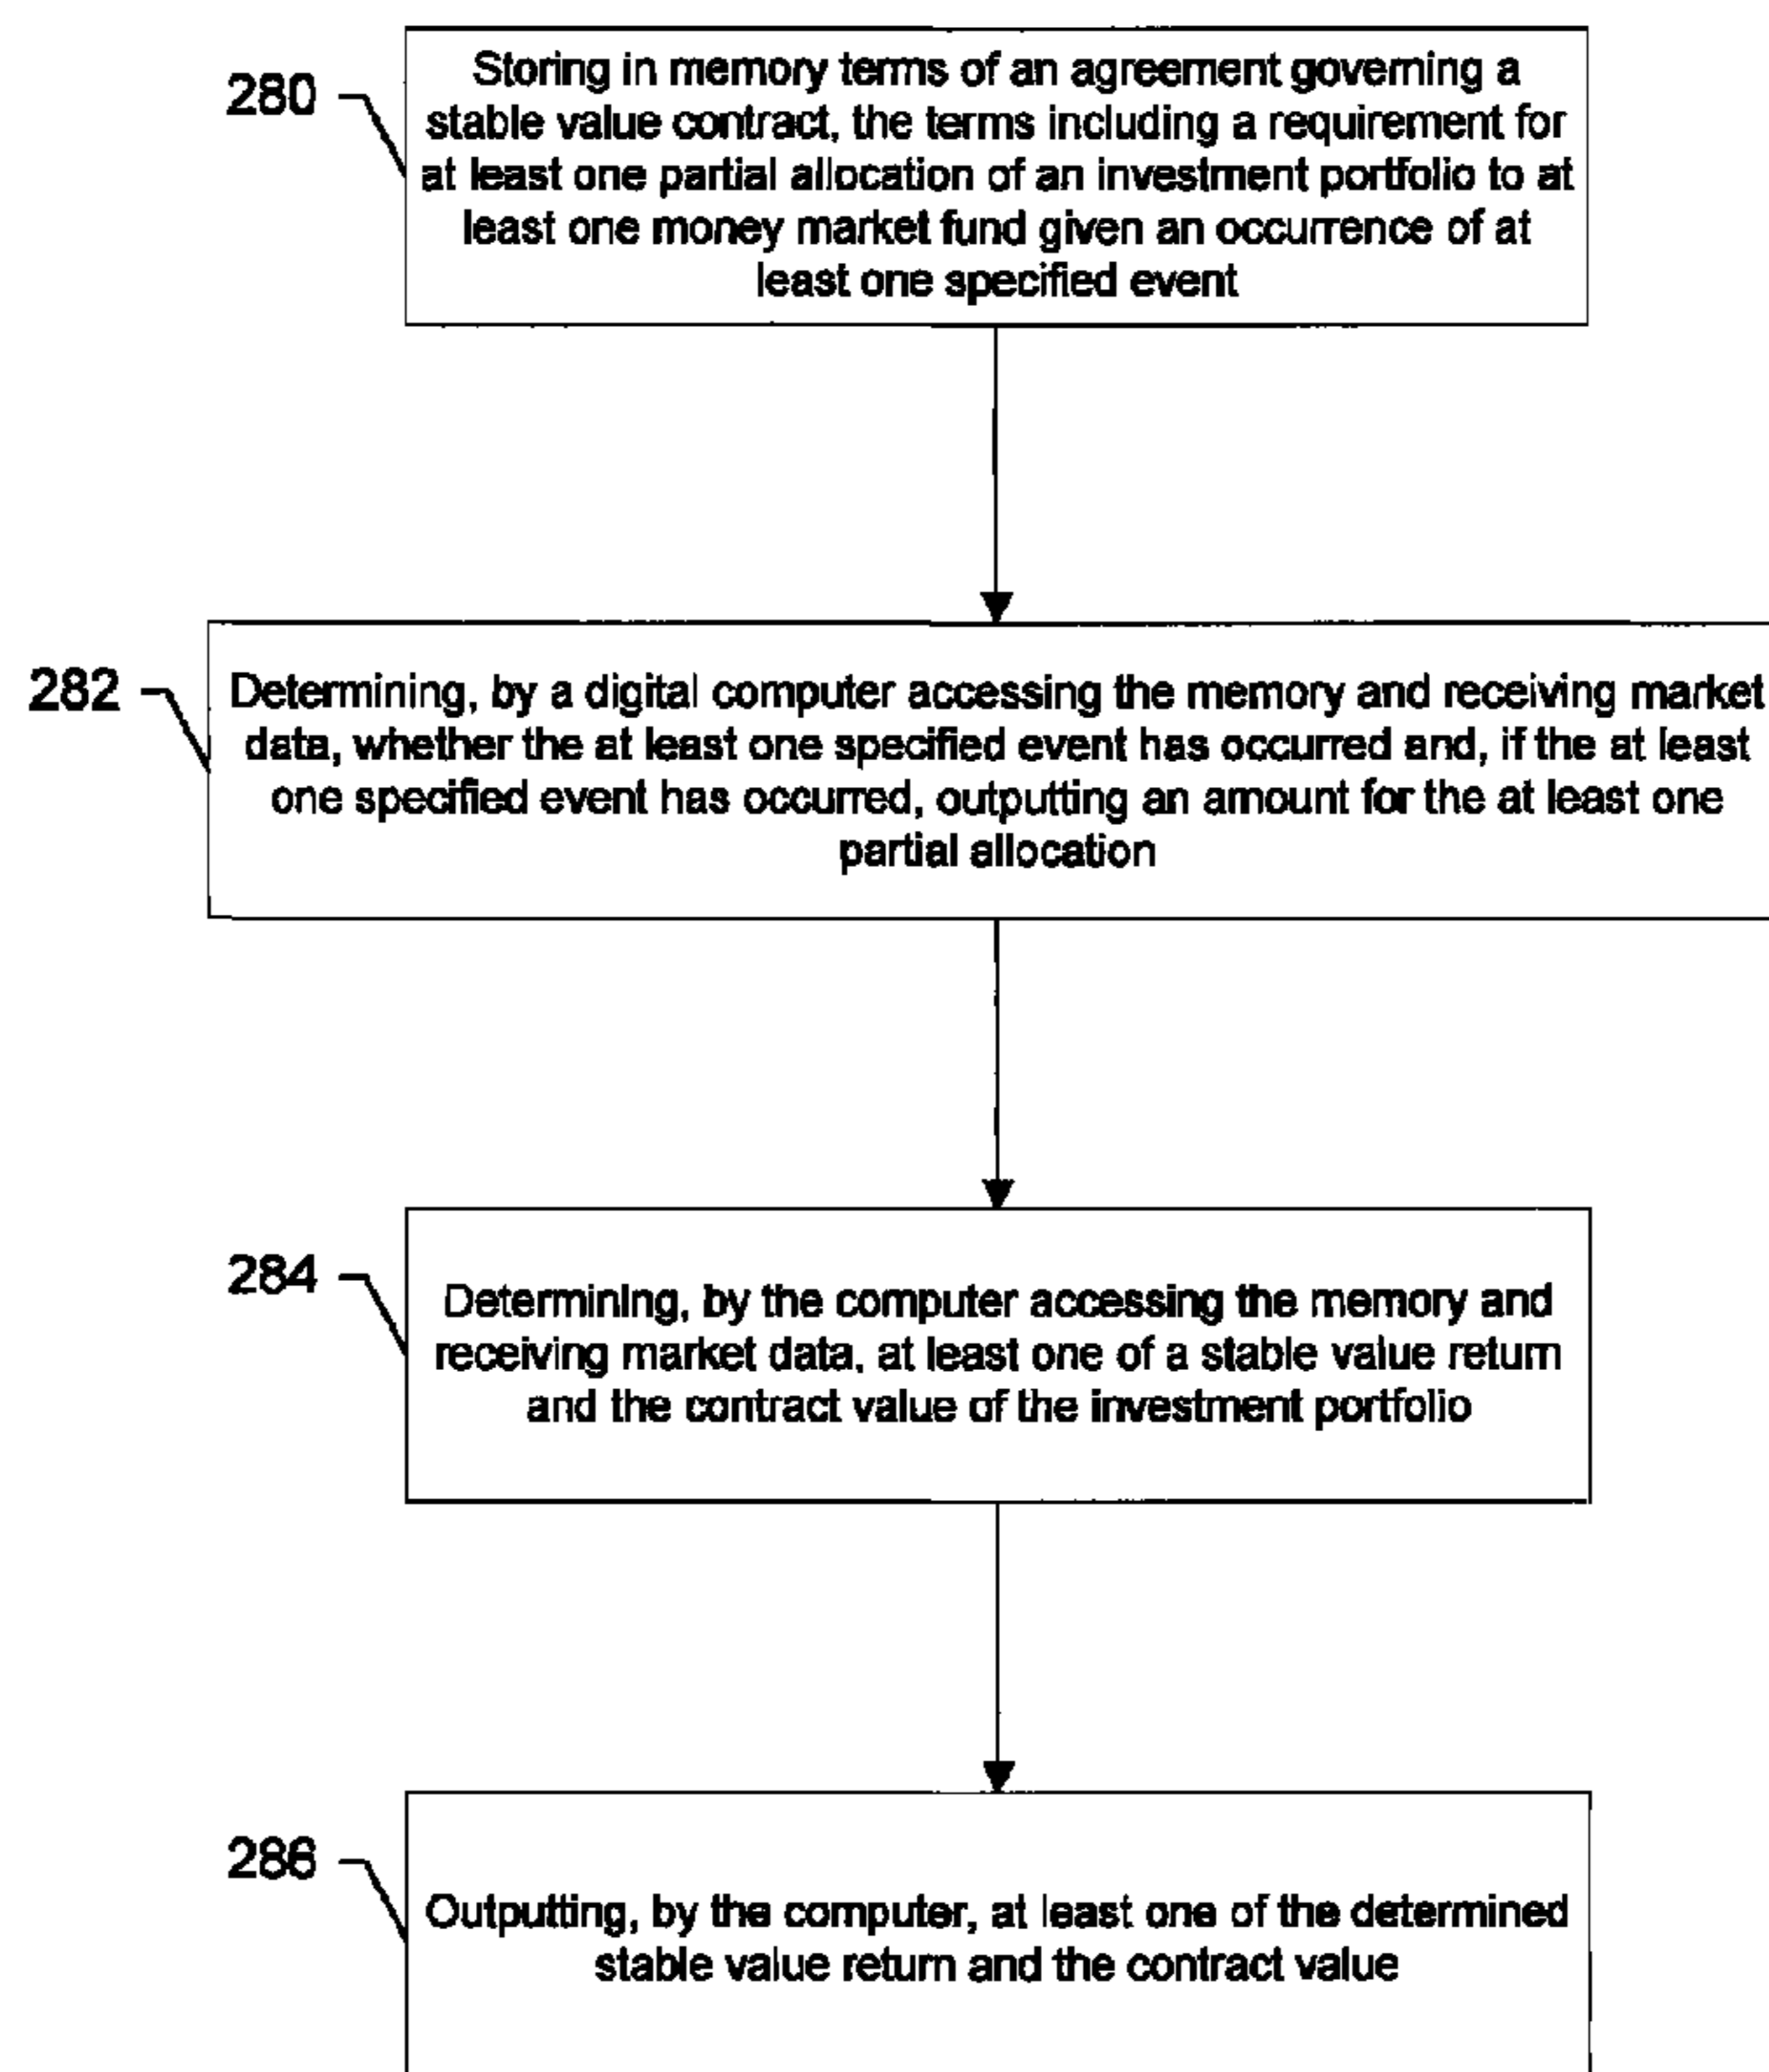 280
Storing in memory terms of an agreement governing a
stable value contract, the terms including a requirement for
at least one partial allocation of an investment portfolio to at
least one money market fund given an occurrence of at
least one specified event
282
Determining, by a digital computer accessing the memory and receiving market
data, whether the at least one specified event has occurred and, if the at least
one specified event has occurred, outputting an amount for the at least one
partial allocation
284
Determining, by the computer accessing the memory and
receiving market data, at least one of a stable value return
and the contract value of the investment portfolio
286
Outputting, by the computer, at least one of the determined
stable value return and the contract value